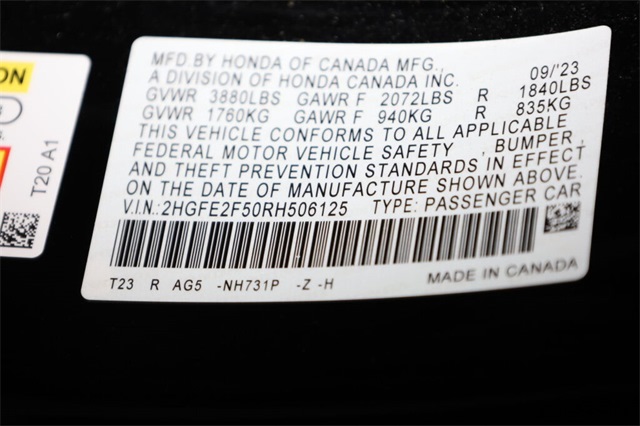 ON
S.
T20 A1
MFD.BY HONDA OF CANADA MFG.,
A DIVISION OF HONDA CANADA INC. 09/'23
GVWR 3880LBS GAWR F 2072LBS R 1840LBS
GVWR 1760KG GAWR F 940KG R 835KG
THIS VEHICLE CONFORMS TO ALL APPLICABLE
FEDERAL MOTOR VEHICLE SAFETY , BUMPER,
AND THEFT PREVENTION STANDARDS IN EFFECT
ON THE DATE OF MANUFACTURE SHOWN ABOVE.
V.I.N.:2HGFE2F50RH506125 TYPE: PASSENGER CAR
T23 R AG5 -NH731P -Z -H MADE IN CANADA